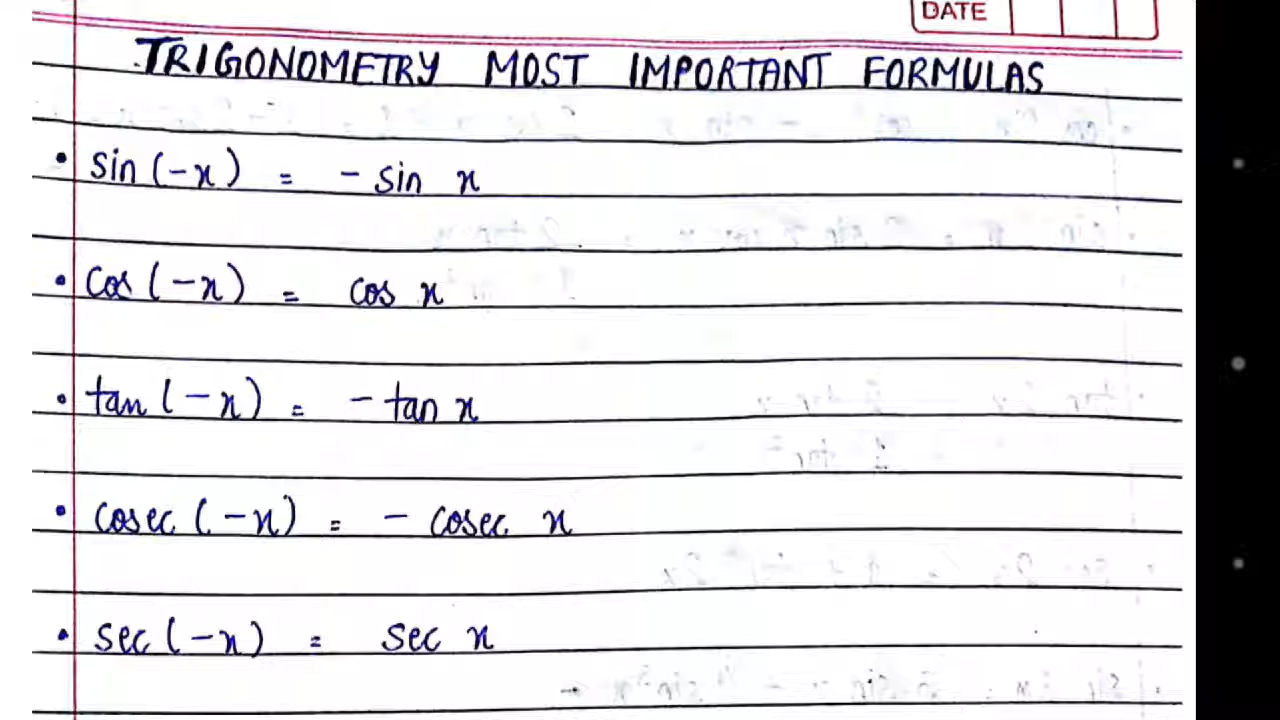 DATE
TRIGONOMETRY MOST IMPORTANT FORMULAS
• sin (-x) = - sin x
• cos (-x) = cos x
• tan (-x) = - tan x
• cosec (-x) = - cosec x
• sec (-x) = sec x